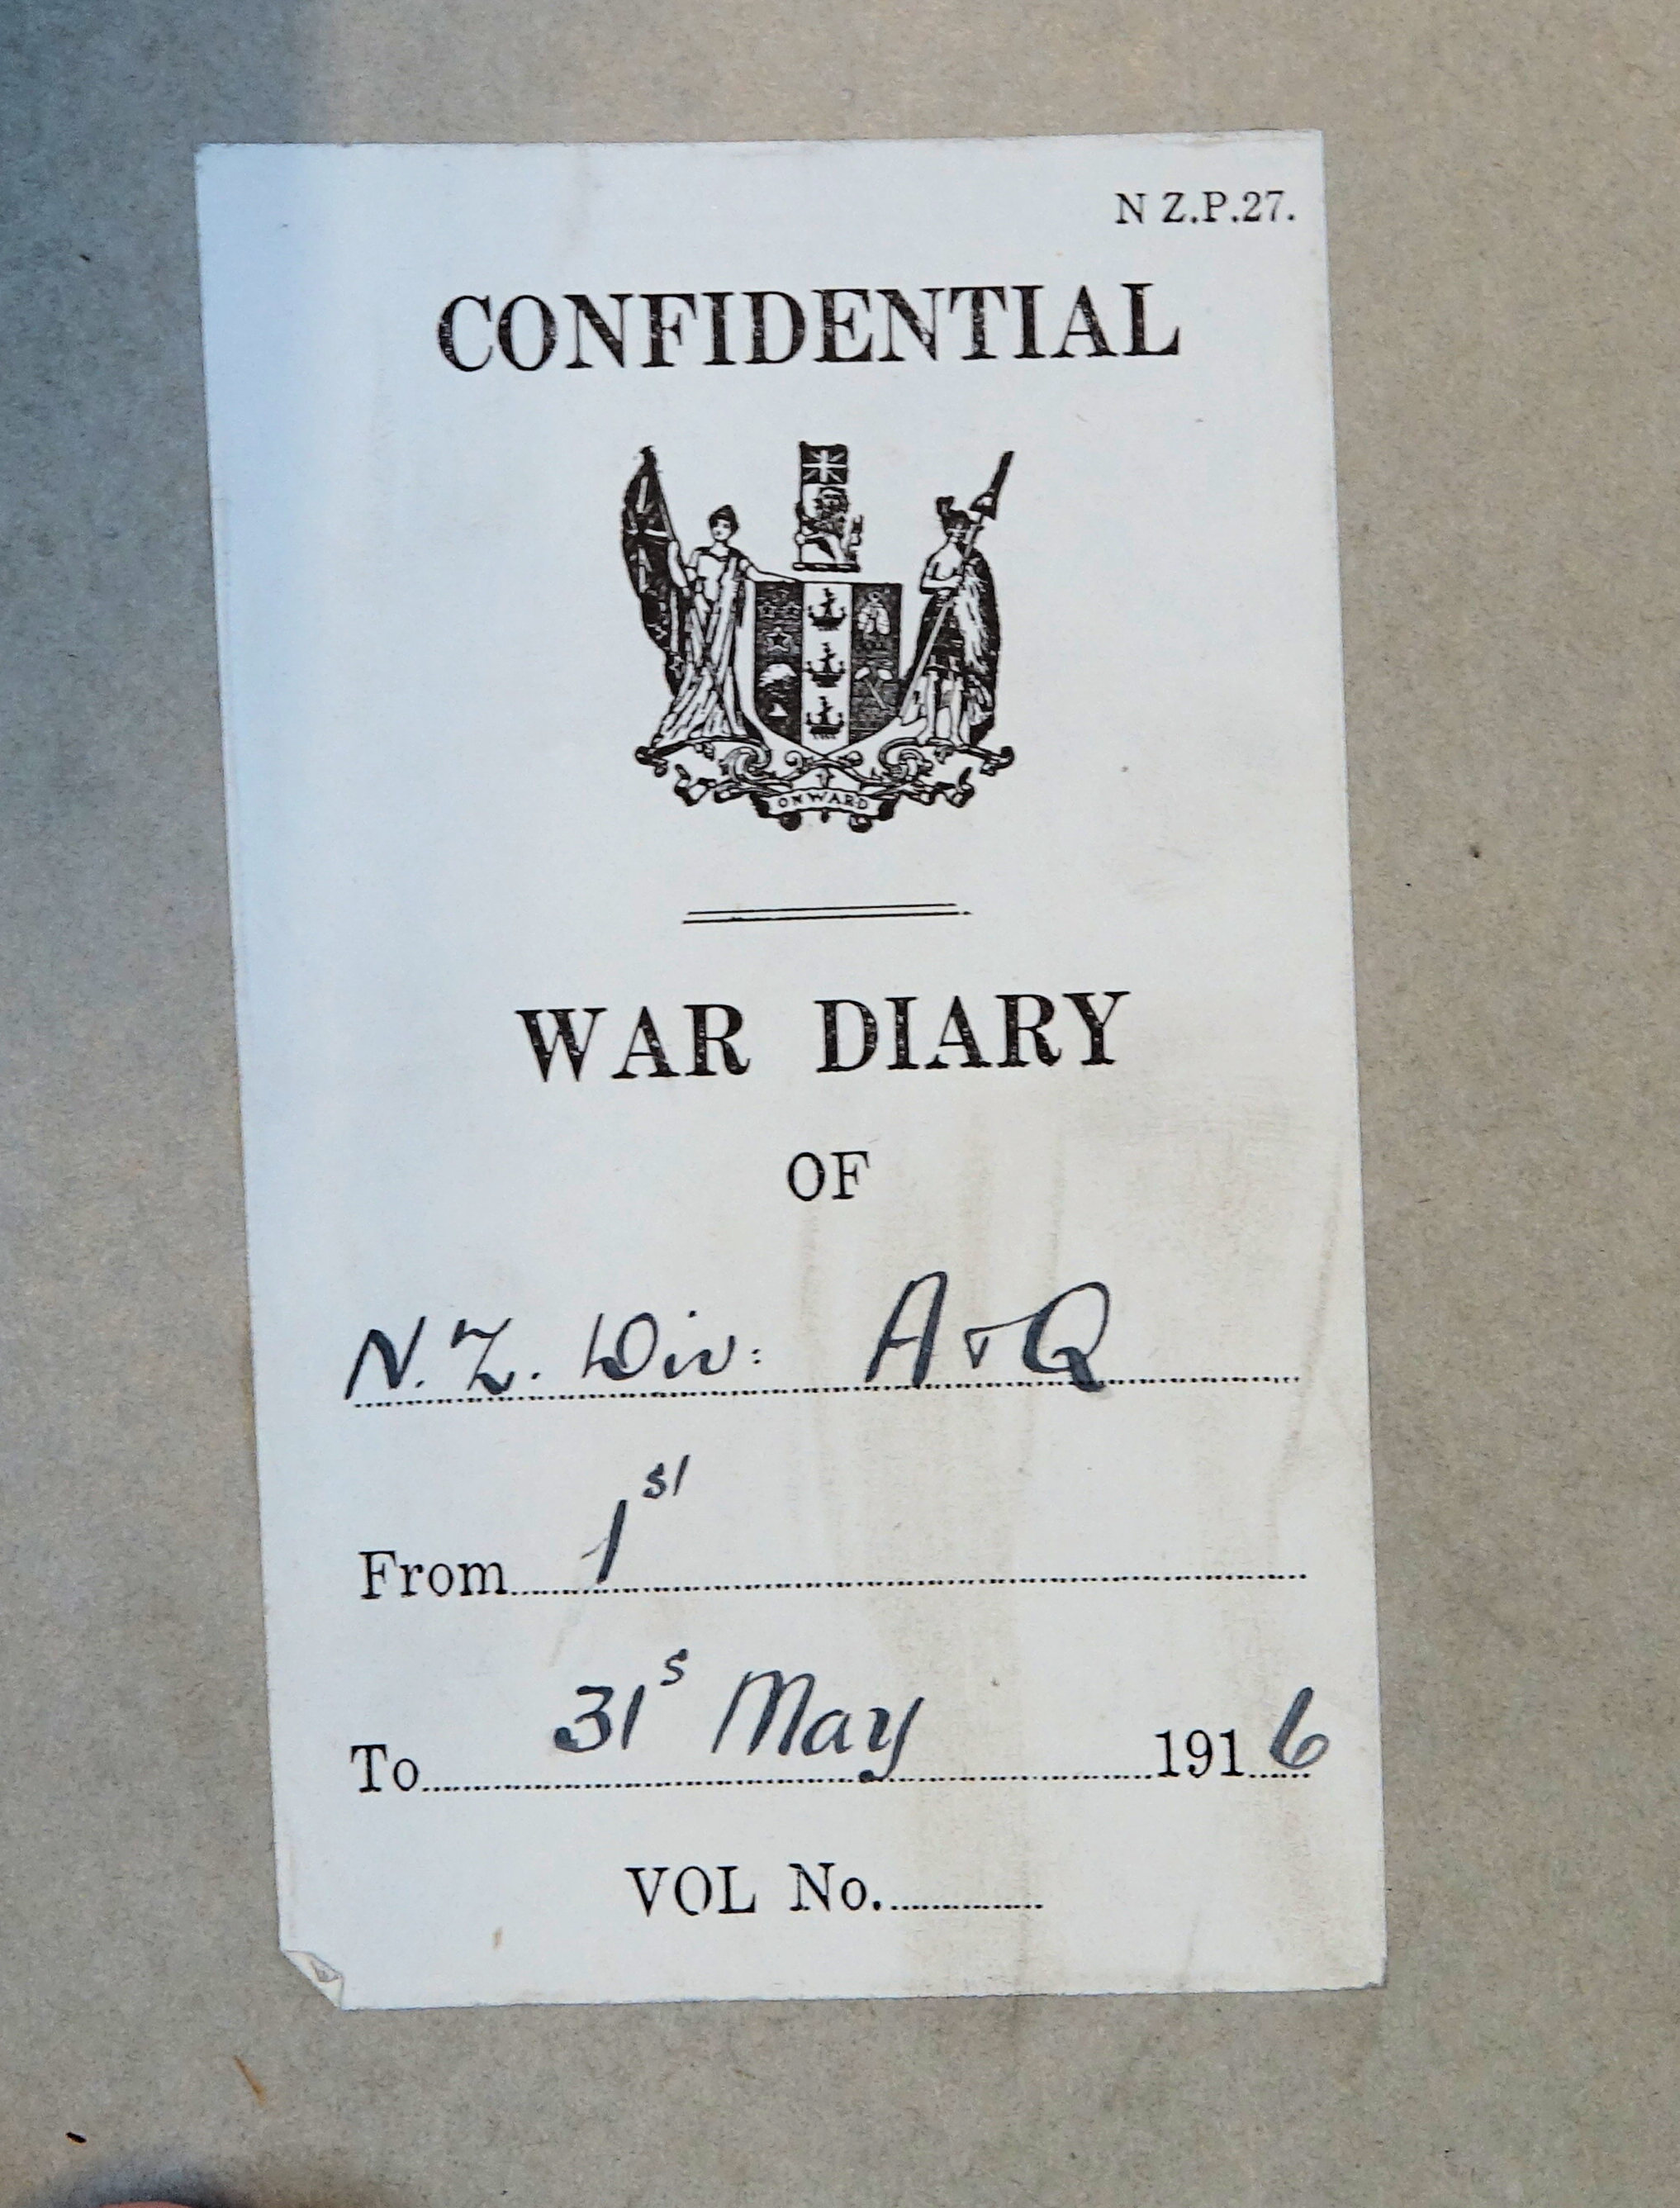 N Z.P.27.
CONFIDENTIAL
ONWARD
WAR DIARY
OF
N.Z. Div: A & Q
From 1st
To 31s May 1916
VOL No.